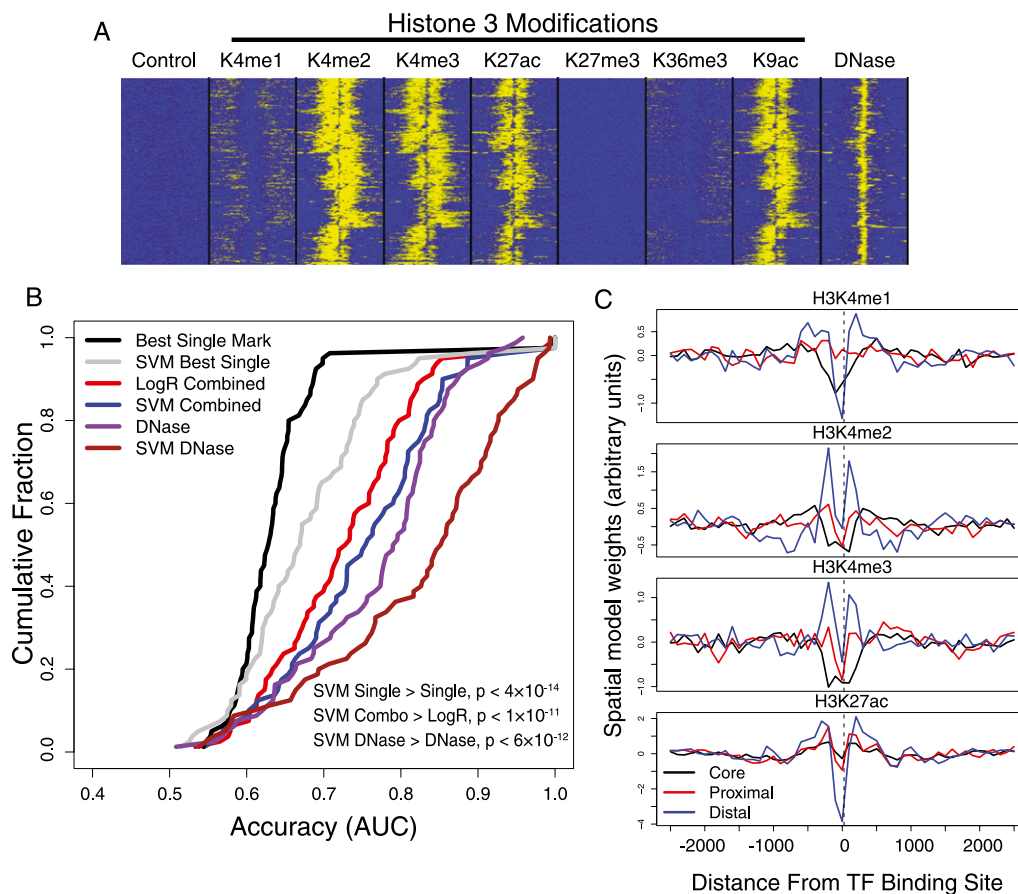 A
Histone 3 Modifications
Control K4me1 K4me2 K4me3 K27ac K27me3 K36me3 K9ac DNase
B
Cumulative Fraction
1.0
0.8
0.6
0.4
0.2
0.0
Best Single Mark
SVM Best Single
LogR Combined
SVM Combined
DNase
SVM DNase
SVM Single > Single, p < 4×10⁻¹⁴
SVM Combo > LogR, p < 1×10⁻¹¹
SVM DNase > DNase, p < 6×10⁻¹²
0.4 0.5 0.6 0.7 0.8 0.9 1.0
Accuracy (AUC)
C
Spatial model weights (arbitrary units)
H3K4me1
0.5
0.0
-1.0
H3K4me2
1.5
0.5
-0.5
H3K4me3
1.0
0.0
-1.0
H3K27ac
2
0
-2
-4
Core
Proximal
Distal
-2000 -1000 0 1000 2000
Distance From TF Binding Site